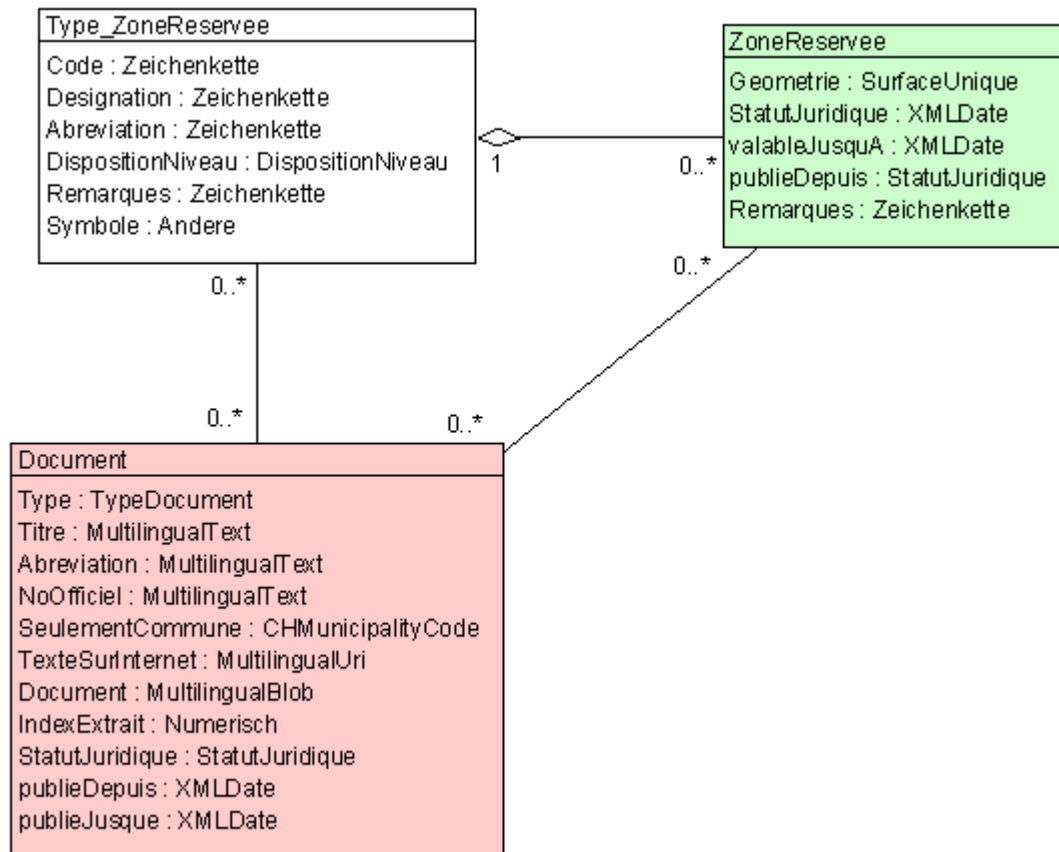 Type_ZoneReservee
Code : Zeichenkette
Designation : Zeichenkette
Abreviation : Zeichenkette
DispositionNiveau : DispositionNiveau
Remarques : Zeichenkette
Symbole : Andere
1
0..*
ZoneReservee
Geometrie : SurfaceUnique
StatutJuridique : XMLDate
valableJusquA : XMLDate
publieDepuis : StatutJuridique
Remarques : Zeichenkette
0..*
0..*
0..*
0..*
Document
Type : TypeDocument
Titre : MultilingualText
Abreviation : MultilingualText
NoOfficiel : MultilingualText
SeulementCommune : CHMunicipalityCode
TexteSurInternet : MultilingualUri
Document : MultilingualBlob
IndexExtrait : Numerisch
StatutJuridique : StatutJuridique
publieDepuis : XMLDate
publieJusque : XMLDate